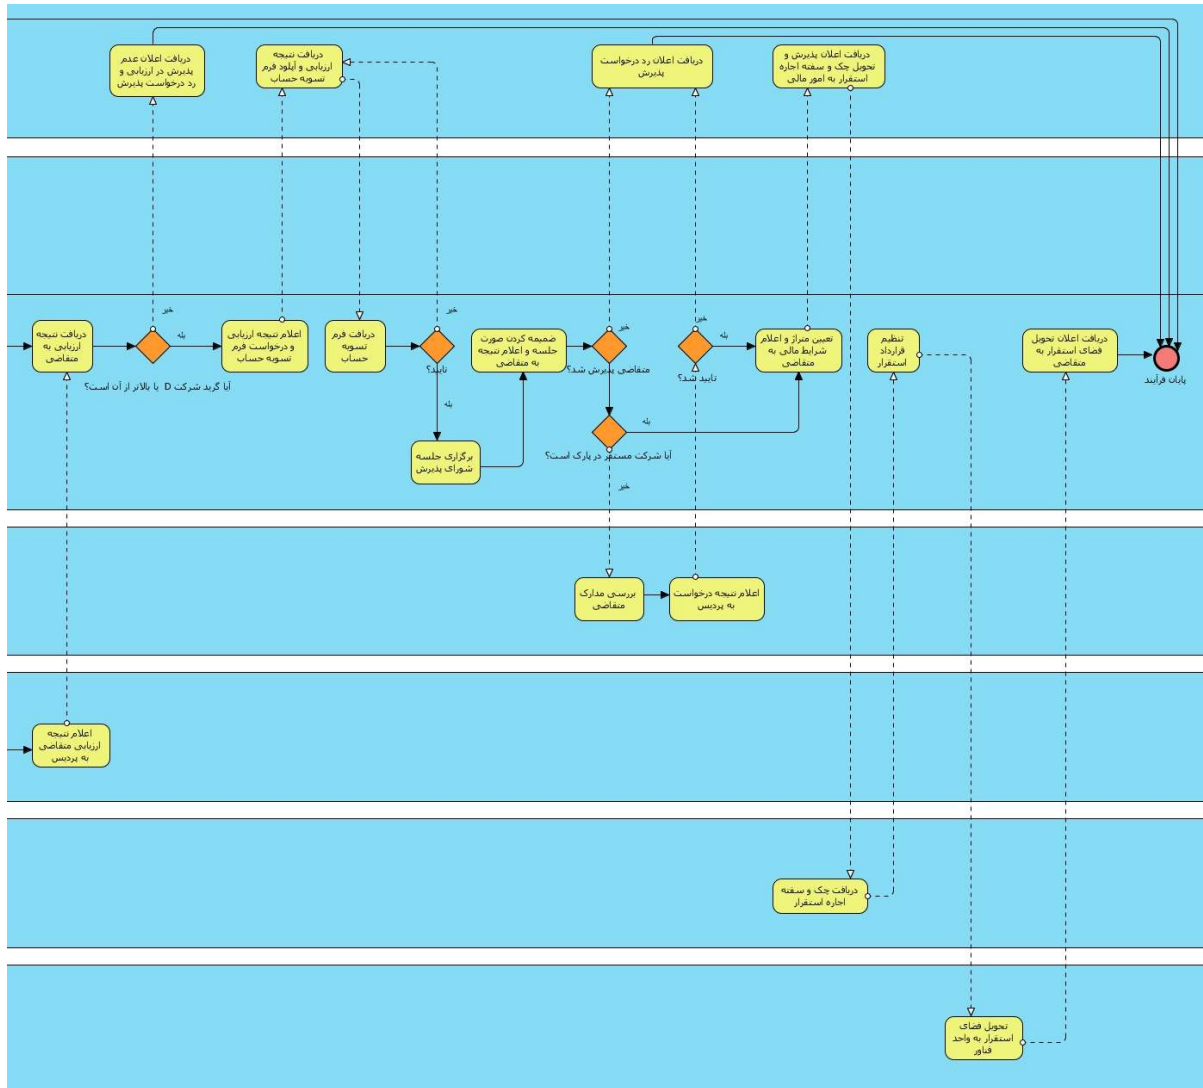 دریافت اعلان عدم
پذیرش در ارزیابی و
رد درخواست پذیرش
دریافت نتیجه
ارزیابی و آپلود فرم
تسویه حساب
دریافت اعلان رد درخواست
پذیرش
دریافت اعلان پذیرش و
تحویل چک و سفته اجاره
استقرار به امور مالی
دریافت نتیجه
ارزیابی به
متقاضی
خیر
بله
آیا گرید شرکت D یا بالاتر از آن است؟
اعلام نتیجه ارزیابی
و درخواست فرم
تسویه حساب
دریافت فرم
تسویه
حساب
خیر
تایید؟
بله
برگزاری جلسه
شورای پذیرش
ضمیمه کردن صورت
جلسه و اعلام نتیجه
به متقاضی
خیر
متقاضی پذیرش شد؟
بله
آیا شرکت مستقر در پارک است؟
خیر
خیر
بله
تایید شد؟
تعیین متراژ و اعلام
شرایط مالی به
متقاضی
تنظیم
قرارداد
استقرار
دریافت اعلان تحویل
فضای استقرار به
متقاضی
پایان فرآیند
بررسی مدارک
متقاضی
اعلام نتیجه درخواست
به پردیس
اعلام نتیجه
ارزیابی متقاضی
به پردیس
دریافت چک و سفته
اجاره استقرار
تحویل فضای
استقرار به واحد
فناور